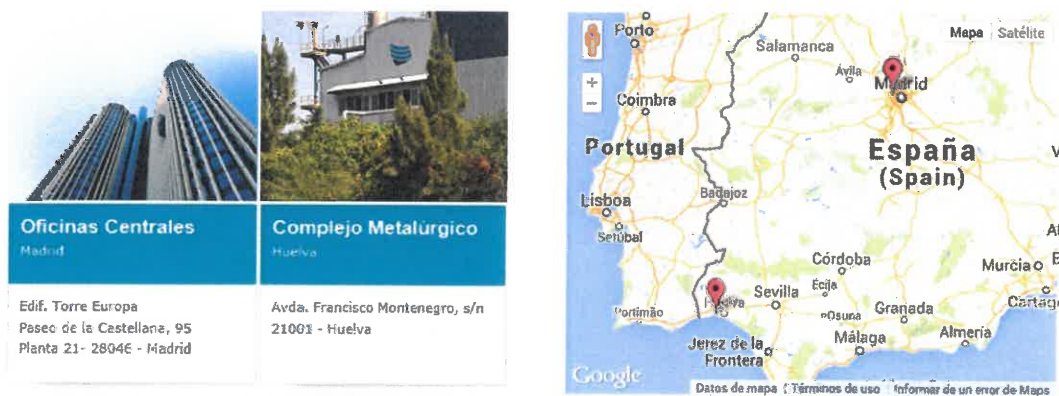 Oficinas Centrales
Madrid
Edif. Torre Europa
Paseo de la Castellana, 95
Planta 21- 28046 - Madrid
Complejo Metalúrgico
Huelva
Avda. Francisco Montenegro, s/n
21001 - Huelva
Mapa Satélite
Porto
Salamanca
Ávila
Madrid
Coimbra
Portugal
España
(Spain)
Badajoz
Lisboa
Setúbal
Córdoba
Murcia
Huelva
Sevilla
Écija
Cartag
Portimão
Osuna
Granada
Jerez de la
Frontera
Málaga
Almería
Google
Datos de mapa Términos de uso Informar de un error de Maps